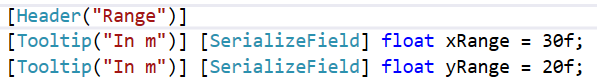 [Header("Range")]
[Tooltip("In m")] [SerializeField] float xRange = 30f;
[Tooltip("In m")] [SerializeField] float yRange = 20f;